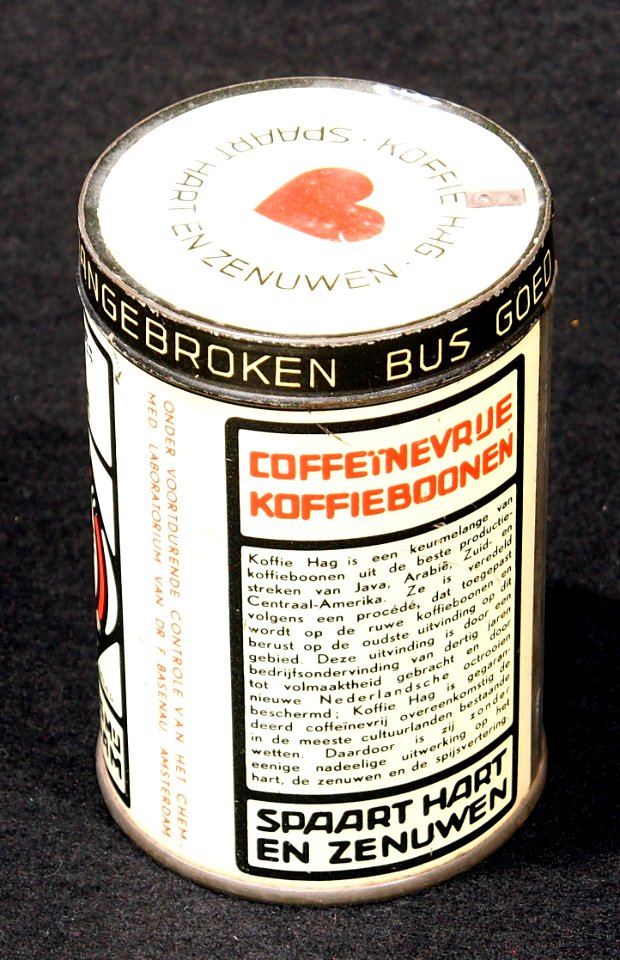 KOFFIE HAG · SPAART HART EN ZENUWEN ·
ANGEBROKEN BUS GOED
COFFEÏNEVRIJE
KOFFIEBOONEN
Koffie Hag is een keurmelange van
koffieboonen uit de beste productie-
streken van Java, Arabië, Zuid- en
Centraal-Amerika. Ze is veredeld
volgens een procédé, dat toegepast
wordt op de ruwe koffieboonen en
berust op de oudste uitvinding op dit
gebied. Deze uitvinding is door een
bedrijfsondervinding van dertig jaren
tot volmaaktheid gebracht en door
nieuwe Nederlandsche octrooien
beschermd; Koffie Hag is gegaran-
deerd coffeïnevrij overeenkomstig de
in de meeste cultuurlanden bestaande
wetten. Daardoor is zij zonder
eenige nadeelige uitwerking op het
hart, de zenuwen en de spijsvertering.
SPAART HART
EN ZENUWEN
ONDER VOORTDURENDE CONTROLE VAN HET CHEM.
MED LABORATORIUM VAN DR F. BASENAU, AMSTERDAM